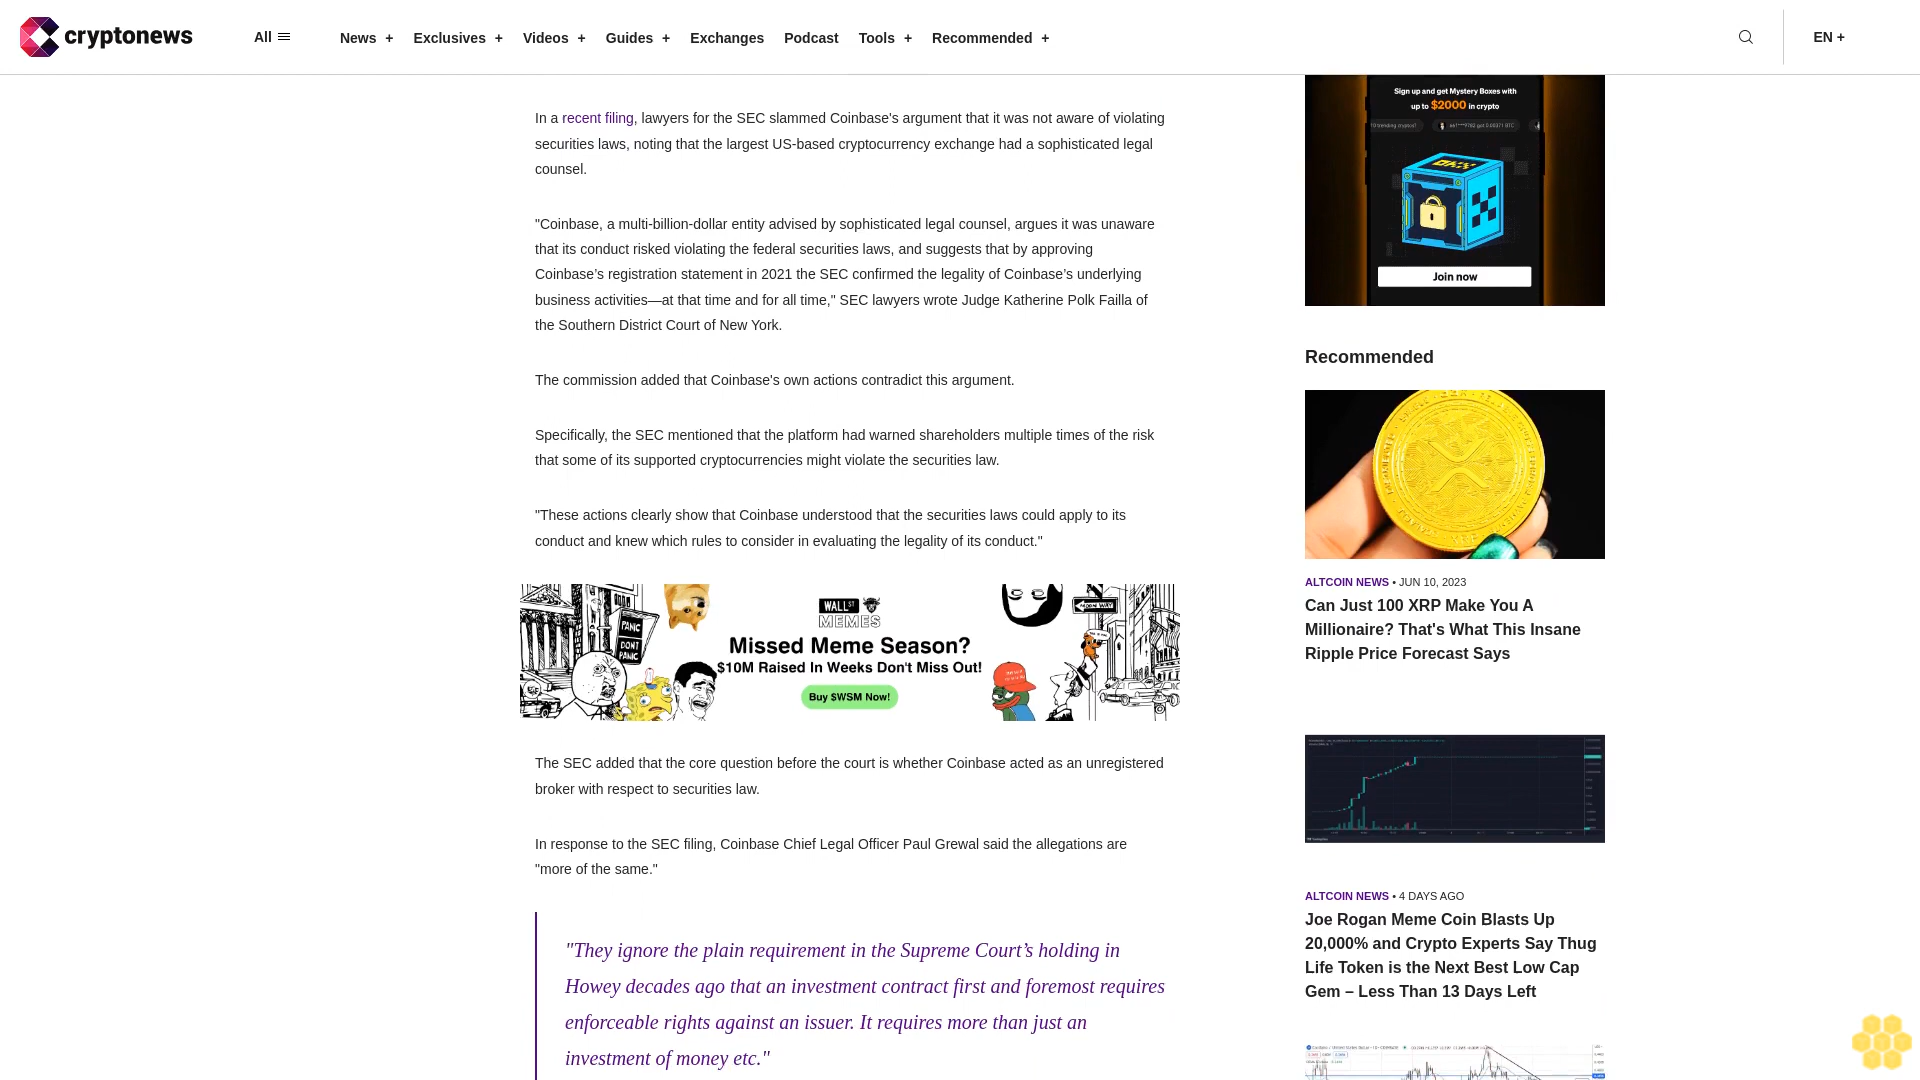 cryptonews
All
News +
Exclusives +
Videos +
Guides +
Exchanges
Podcast
Tools +
Recommended +
EN +
In a recent filing, lawyers for the SEC slammed Coinbase's argument that it was not aware of violating
securities laws, noting that the largest US-based cryptocurrency exchange had a sophisticated legal
counsel.
"Coinbase, a multi-billion-dollar entity advised by sophisticated legal counsel, argues it was unaware
that its conduct risked violating the federal securities laws, and suggests that by approving
Coinbase’s registration statement in 2021 the SEC confirmed the legality of Coinbase’s underlying
business activities—at that time and for all time," SEC lawyers wrote Judge Katherine Polk Failla of
the Southern District Court of New York.
The commission added that Coinbase's own actions contradict this argument.
Specifically, the SEC mentioned that the platform had warned shareholders multiple times of the risk
that some of its supported cryptocurrencies might violate the securities law.
"These actions clearly show that Coinbase understood that the securities laws could apply to its
conduct and knew which rules to consider in evaluating the legality of its conduct."
PANIC
DONT
PANIC
WALL ST
MEMES
Missed Meme Season?
$10M Raised In Weeks Don't Miss Out!
Buy $WSM Now!
The SEC added that the core question before the court is whether Coinbase acted as an unregistered
broker with respect to securities law.
In response to the SEC filing, Coinbase Chief Legal Officer Paul Grewal said the allegations are
"more of the same."
"They ignore the plain requirement in the Supreme Court’s holding in
Howey decades ago that an investment contract first and foremost requires
enforceable rights against an issuer. It requires more than just an
investment of money etc."
Sign up and get Mystery Boxes with
up to $2000 in crypto
Join now
Recommended
ALTCOIN NEWS • JUN 10, 2023
Can Just 100 XRP Make You A
Millionaire? That's What This Insane
Ripple Price Forecast Says
ALTCOIN NEWS • 4 DAYS AGO
Joe Rogan Meme Coin Blasts Up
20,000% and Crypto Experts Say Thug
Life Token is the Next Best Low Cap
Gem – Less Than 13 Days Left